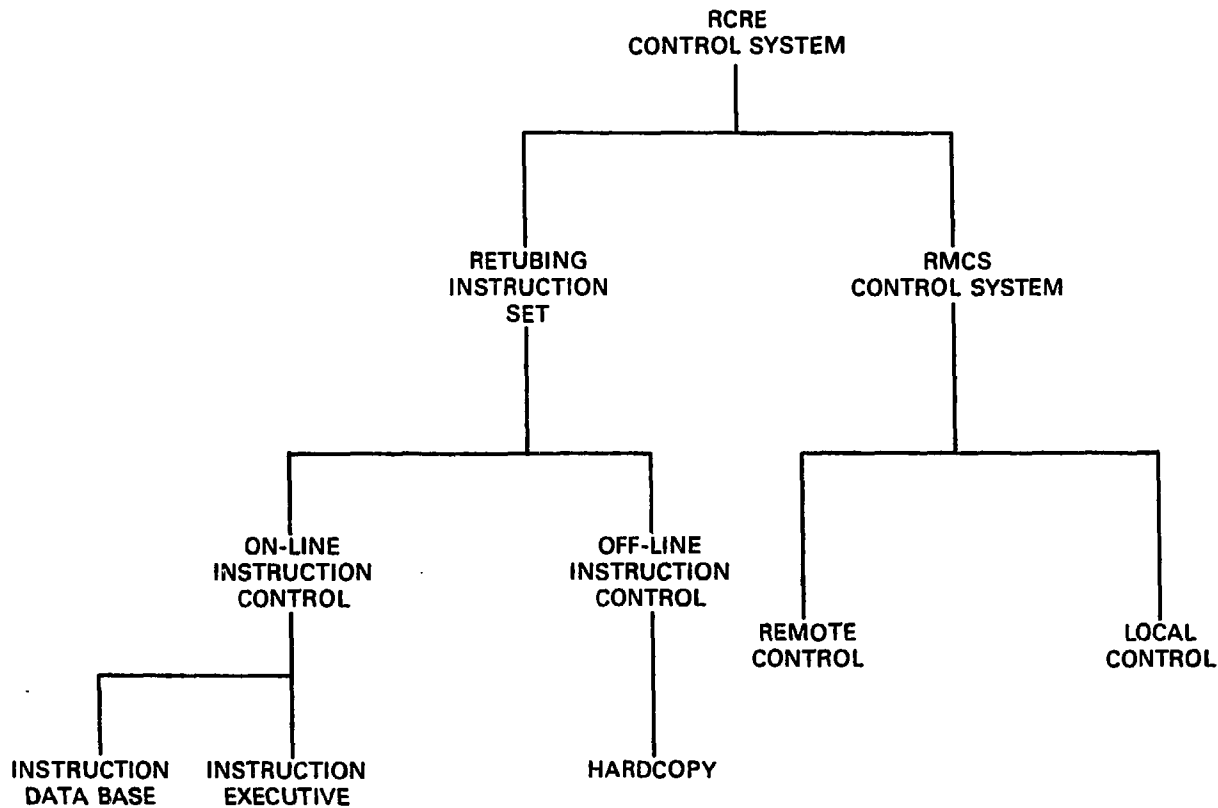 RCRE
CONTROL SYSTEM
RETUBING
INSTRUCTION
SET
RMCS
CONTROL SYSTEM
ON-LINE
INSTRUCTION
CONTROL
OFF-LINE
INSTRUCTION
CONTROL
REMOTE
CONTROL
LOCAL
CONTROL
INSTRUCTION
DATA BASE
INSTRUCTION
EXECUTIVE
HARDCOPY